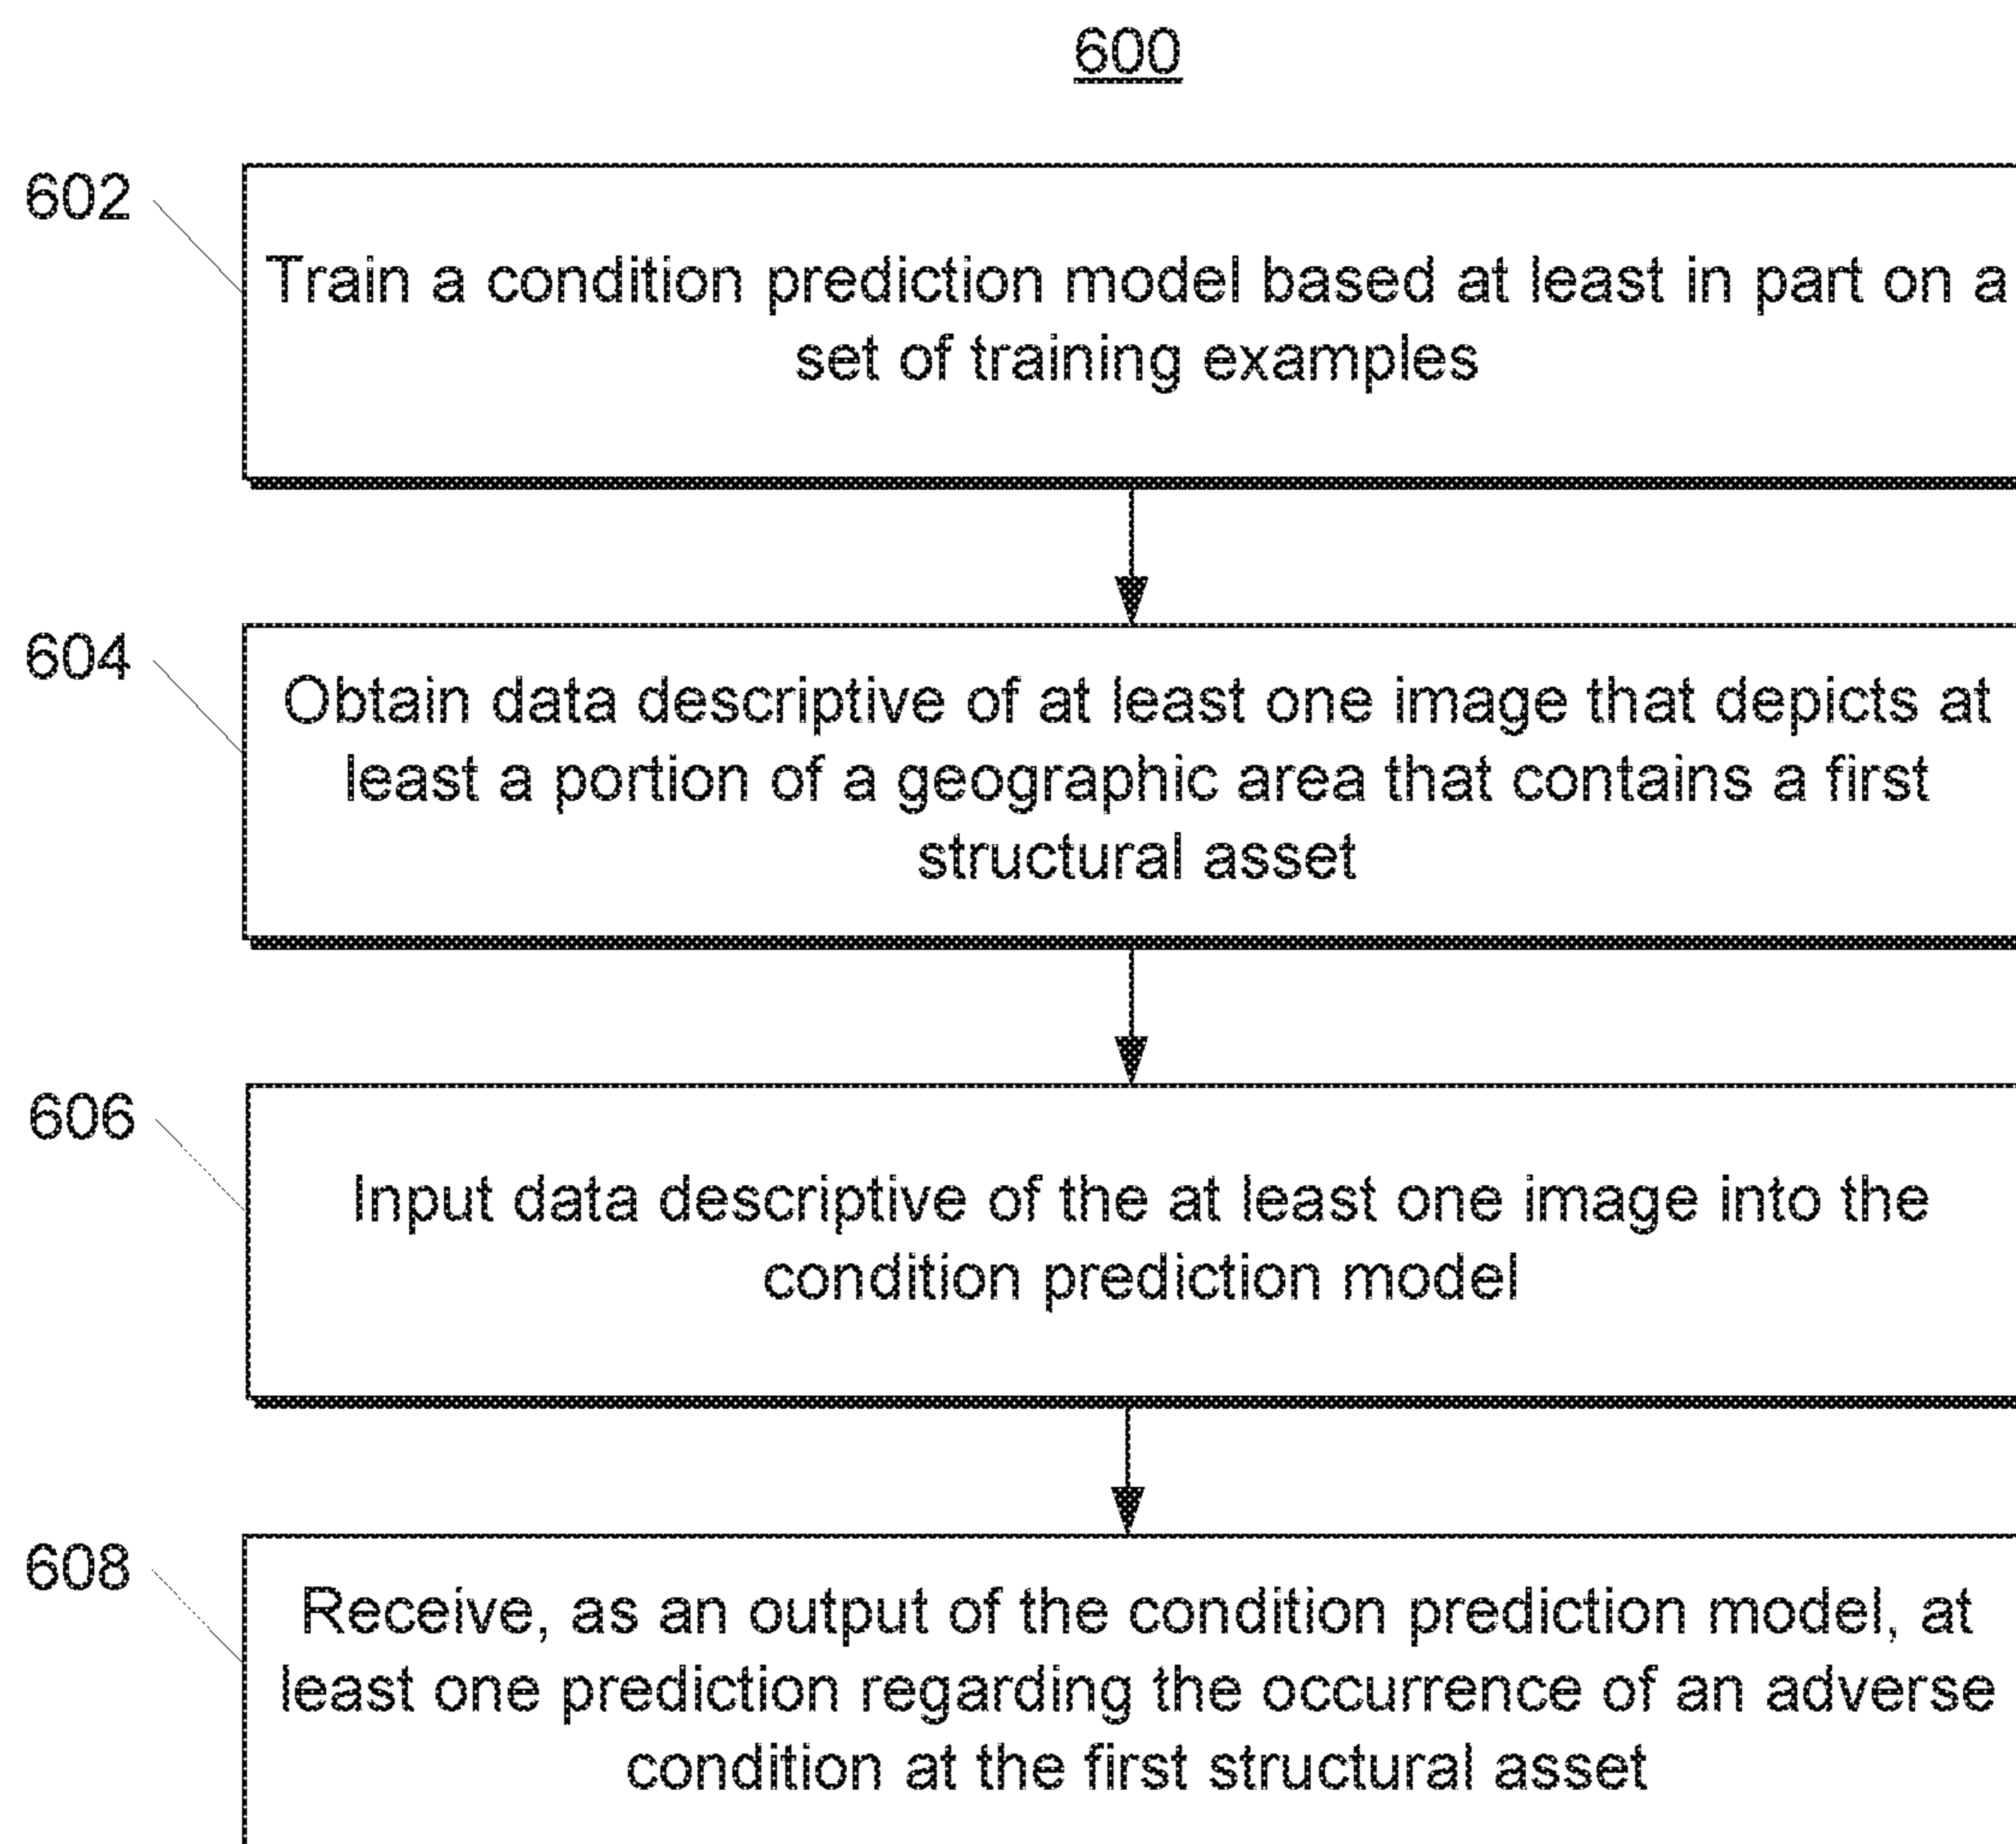 600
602
Train a condition prediction model based at least in part on a
set of training examples
604
Obtain data descriptive of at least one image that depicts at
least a portion of a geographic area that contains a first
structural asset
606
Input data descriptive of the at least one image into the
condition prediction model
608
Receive, as an output of the condition prediction model, at
least one prediction regarding the occurrence of an adverse
condition at the first structural asset